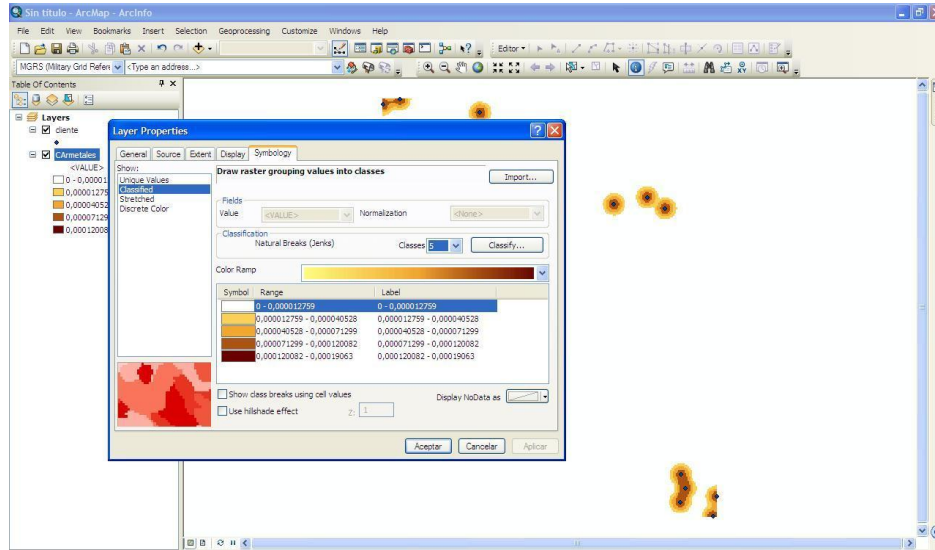 Sin título - ArcMap - ArcInfo
File Edit View Bookmarks Insert Selection Geoprocessing Customize Windows Help
Editor
MGRS (Military Grid Referen <Type an address...>
Table Of Contents
Layers
cliente
CArmetales
<VALUE>
0 - 0,00001
0,00001275
0,00004052
0,00007129
0,00012008
Layer Properties
General Source Extent Display Symbology
Show:
Unique Values
Classified
Stretched
Discrete Color
Draw raster grouping values into classes
Import...
Fields
Value <VALUE> Normalization <None>
Classification
Natural Breaks (Jenks) Classes 5 Classify...
Color Ramp
Symbol Range Label
0 - 0,000012759 0 - 0,000012759
0,000012759 - 0,000040528 0,000012759 - 0,000040528
0,000040528 - 0,000071299 0,000040528 - 0,000071299
0,000071299 - 0,000120082 0,000071299 - 0,000120082
0,000120082 - 0,00019063 0,000120082 - 0,00019063
Show class breaks using cell values
Display NoData as
Use hillshade effect Z: 1
Aceptar Cancelar Aplicar